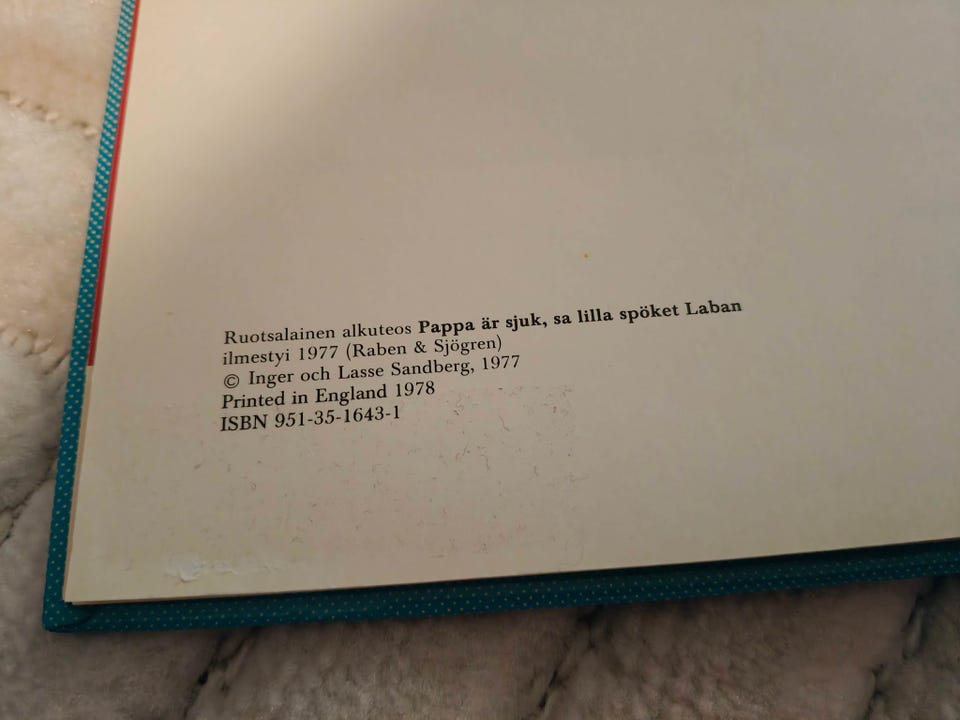 Ruotsalainen alkuteos Pappa är sjuk, sa lilla spöket Laban
ilmestyi 1977 (Raben & Sjögren)
© Inger och Lasse Sandberg, 1977
Printed in England 1978
ISBN 951-35-1643-1